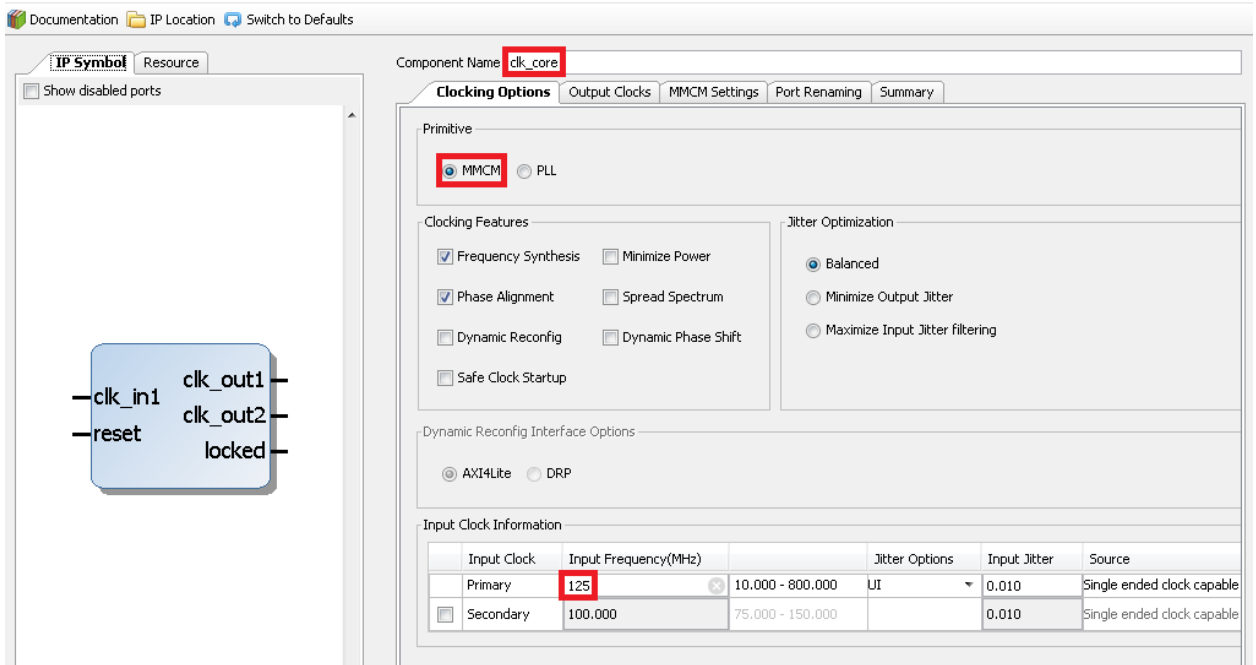 Documentation IP Location Switch to Defaults
IP Symbol Resource
Show disabled ports
clk_in1
reset
clk_out1
clk_out2
locked
Component Name clk_core
Clocking Options Output Clocks MMCM Settings Port Renaming Summary
Primitive
MMCM PLL
Clocking Features
Frequency Synthesis Minimize Power
Phase Alignment Spread Spectrum
Dynamic Reconfig Dynamic Phase Shift
Safe Clock Startup
Jitter Optimization
Balanced
Minimize Output Jitter
Maximize Input Jitter filtering
Dynamic Reconfig Interface Options
AXI4Lite DRP
Input Clock Information
Input Clock Input Frequency(MHz) Jitter Options Input Jitter Source
Primary 125 10.000 - 800.000 UI 0.010 Single ended clock capable
Secondary 100.000 75.000 - 150.000 0.010 Single ended clock capable